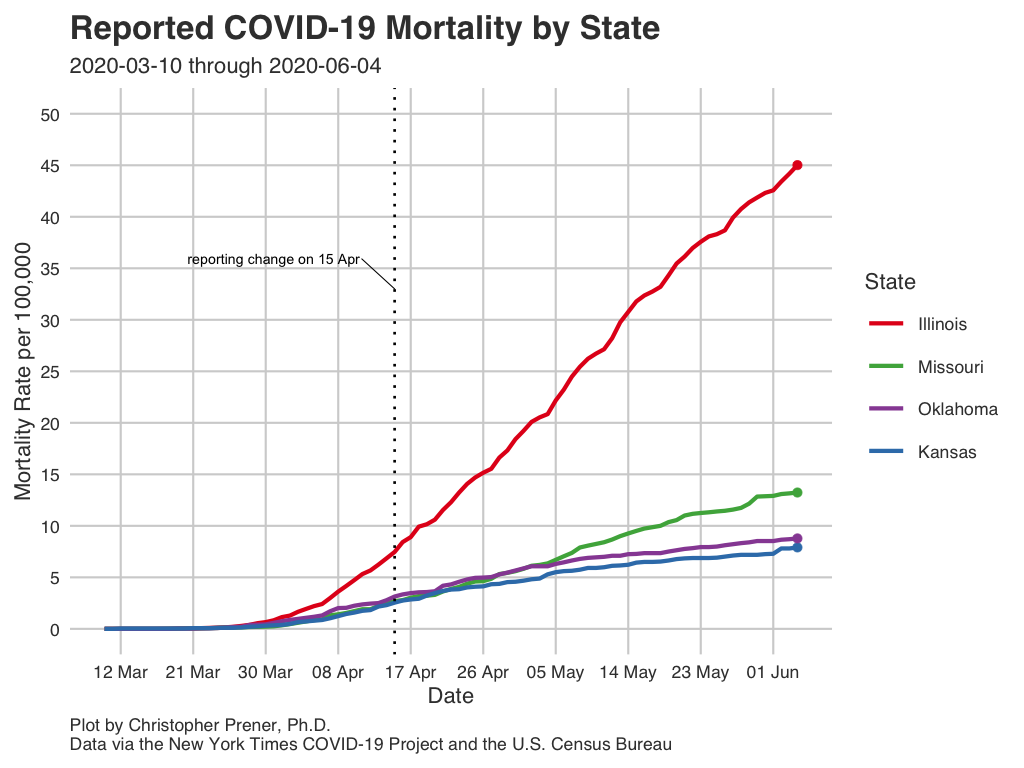 Reported COVID-19 Mortality by State
2020-03-10 through 2020-06-04
Mortality Rate per 100,000
50
45
40
35
30
25
20
15
10
5
0
reporting change on 15 Apr
12 Mar
21 Mar
30 Mar
08 Apr
17 Apr
26 Apr
05 May
14 May
23 May
01 Jun
Date
State
Illinois
Missouri
Oklahoma
Kansas
Plot by Christopher Prener, Ph.D.
Data via the New York Times COVID-19 Project and the U.S. Census Bureau